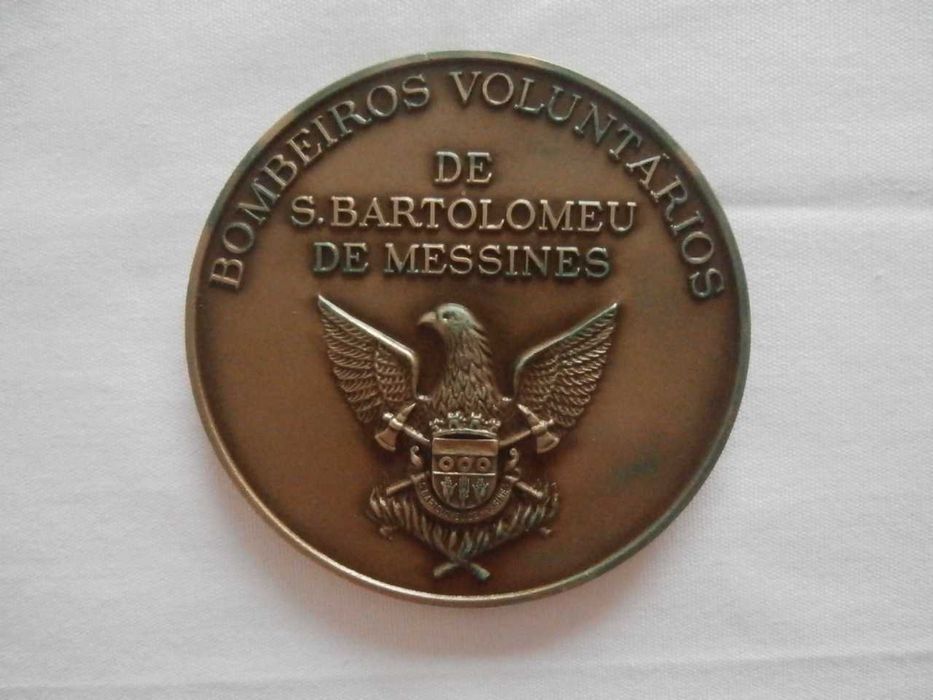 BOMBEIROS VOLUNTÁRIOS
DE
S. BARTOLOMEU
DE MESSINES